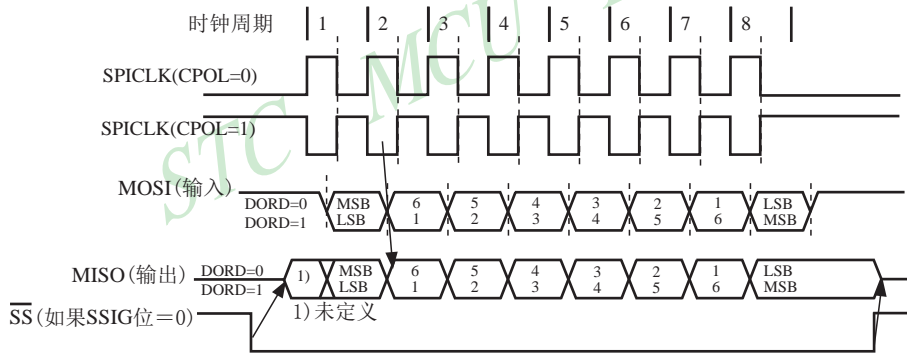 时钟周期 1 2 3 4 5 6 7 8
SPICLK(CPOL=0)
SPICLK(CPOL=1)
MOSI(输入)
DORD=0 MSB 6 5 4 3 2 1 LSB
DORD=1 LSB 1 2 3 4 5 6 MSB
MISO(输出)
DORD=0 1) MSB 6 5 4 3 2 1 LSB
DORD=1 LSB 1 2 3 4 5 6 MSB
1)未定义
SS(如果SSIG位=0)
STC MCU